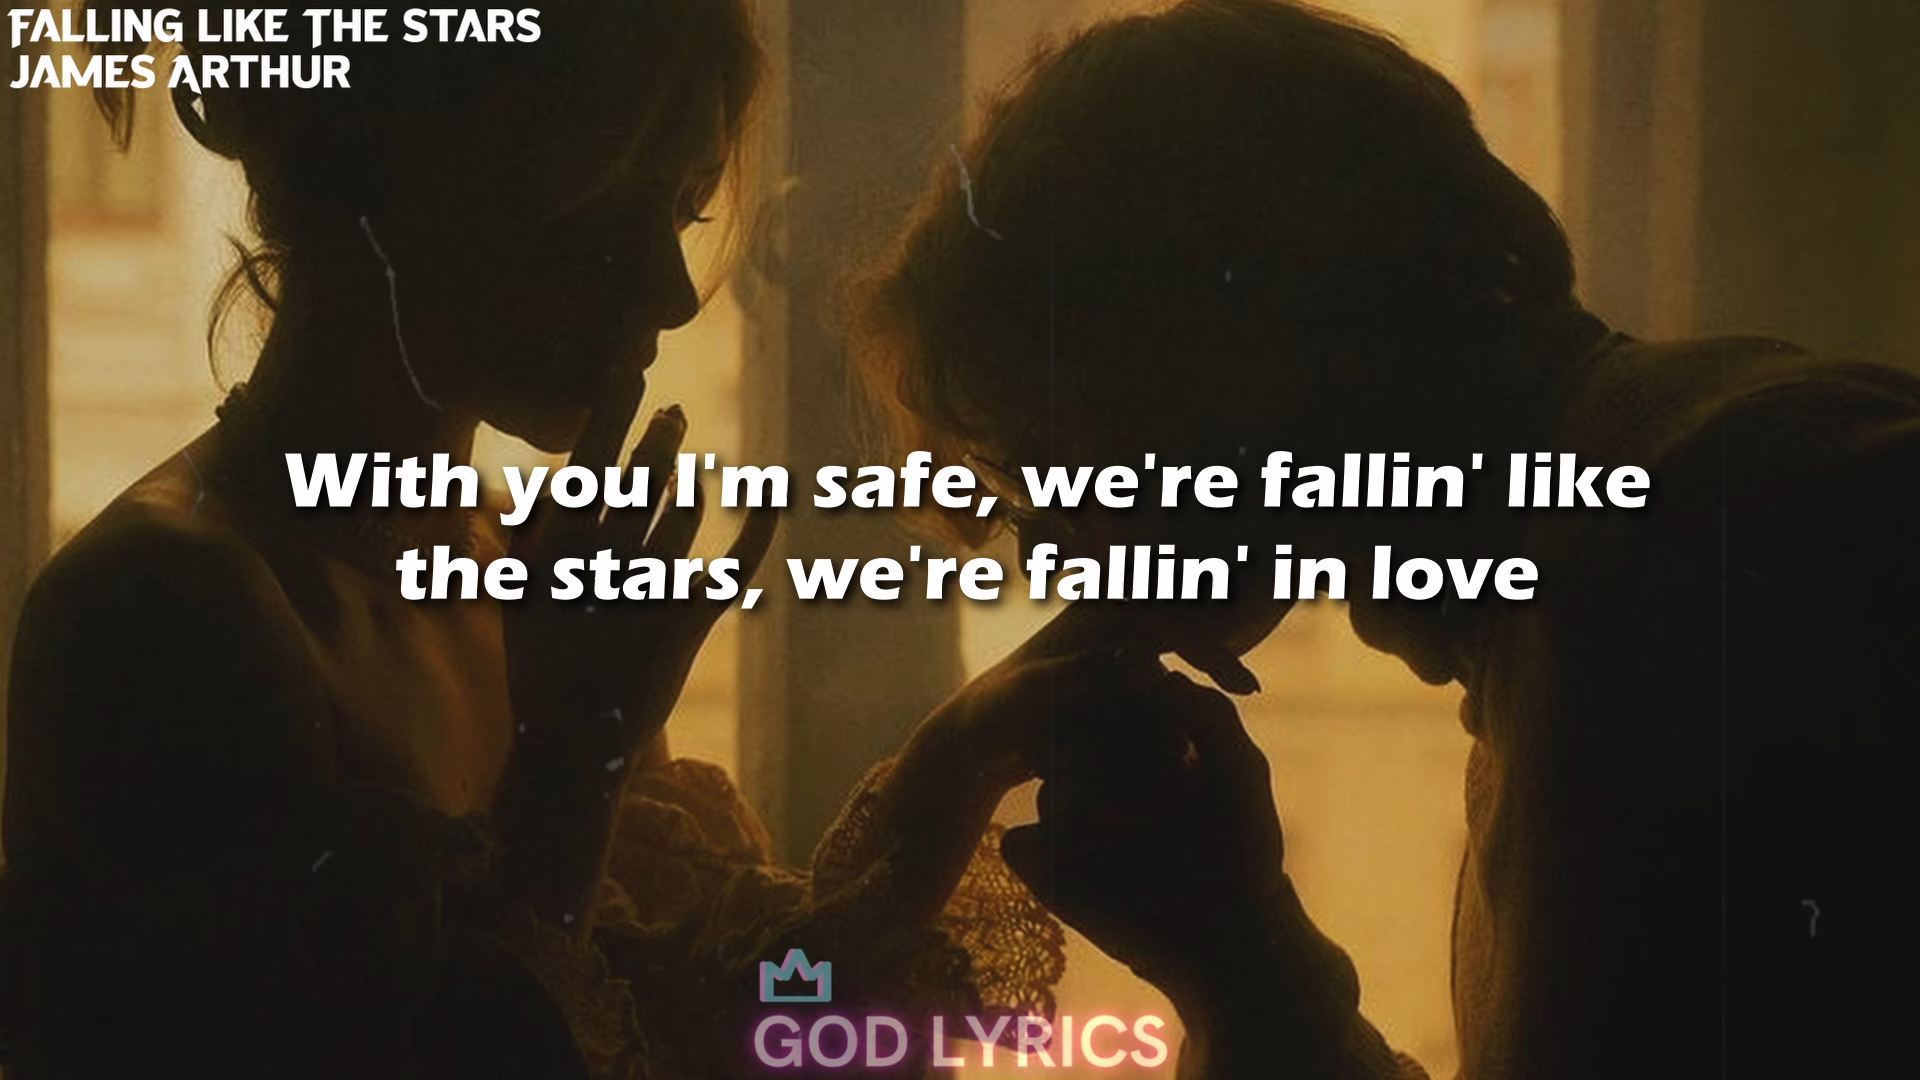 FALLING LIKE THE STARS
JAMES ARTHUR
With you I'm safe, we're fallin' like
the stars, we're fallin' in love
GOD LYRICS